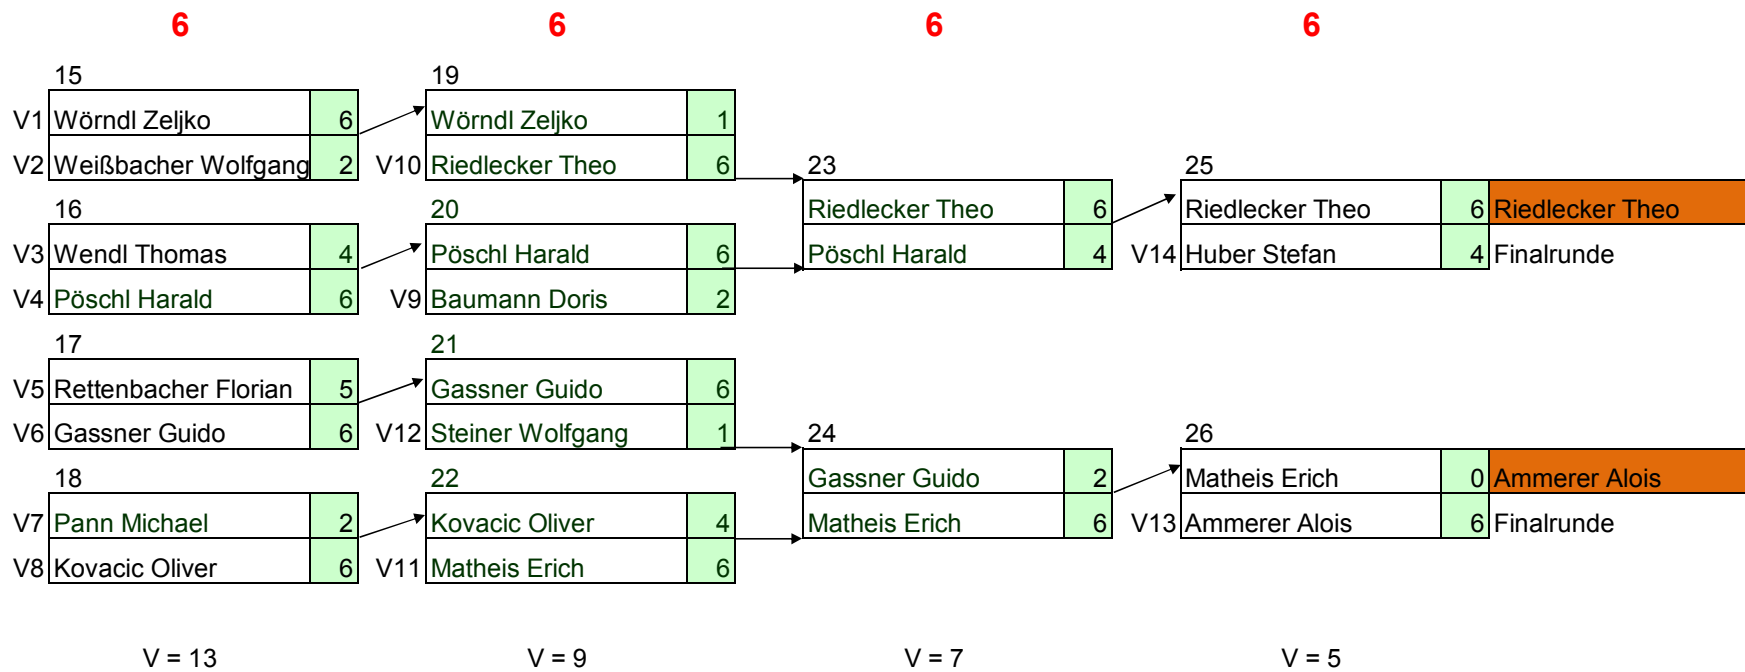 6 6 6 6
15 19
V1 Wörndl Zeljko 6 Wörndl Zeljko 1
V2 Weißbacher Wolfgang 2 V10 Riedlecker Theo 6 23 25
16 20 Riedlecker Theo 6 Riedlecker Theo 6 Riedlecker Theo
V3 Wendl Thomas 4 Pöschl Harald 6 Pöschl Harald 4 V14 Huber Stefan 4 Finalrunde
V4 Pöschl Harald 6 V9 Baumann Doris 2
17 21
V5 Rettenbacher Florian 5 Gassner Guido 6
V6 Gassner Guido 6 V12 Steiner Wolfgang 1 24 26
18 22 Gassner Guido 2 Matheis Erich 0 Ammerer Alois
V7 Pann Michael 2 Kovacic Oliver 4 Matheis Erich 6 V13 Ammerer Alois 6 Finalrunde
V8 Kovacic Oliver 6 V11 Matheis Erich 6
V = 13 V = 9 V = 7 V = 5